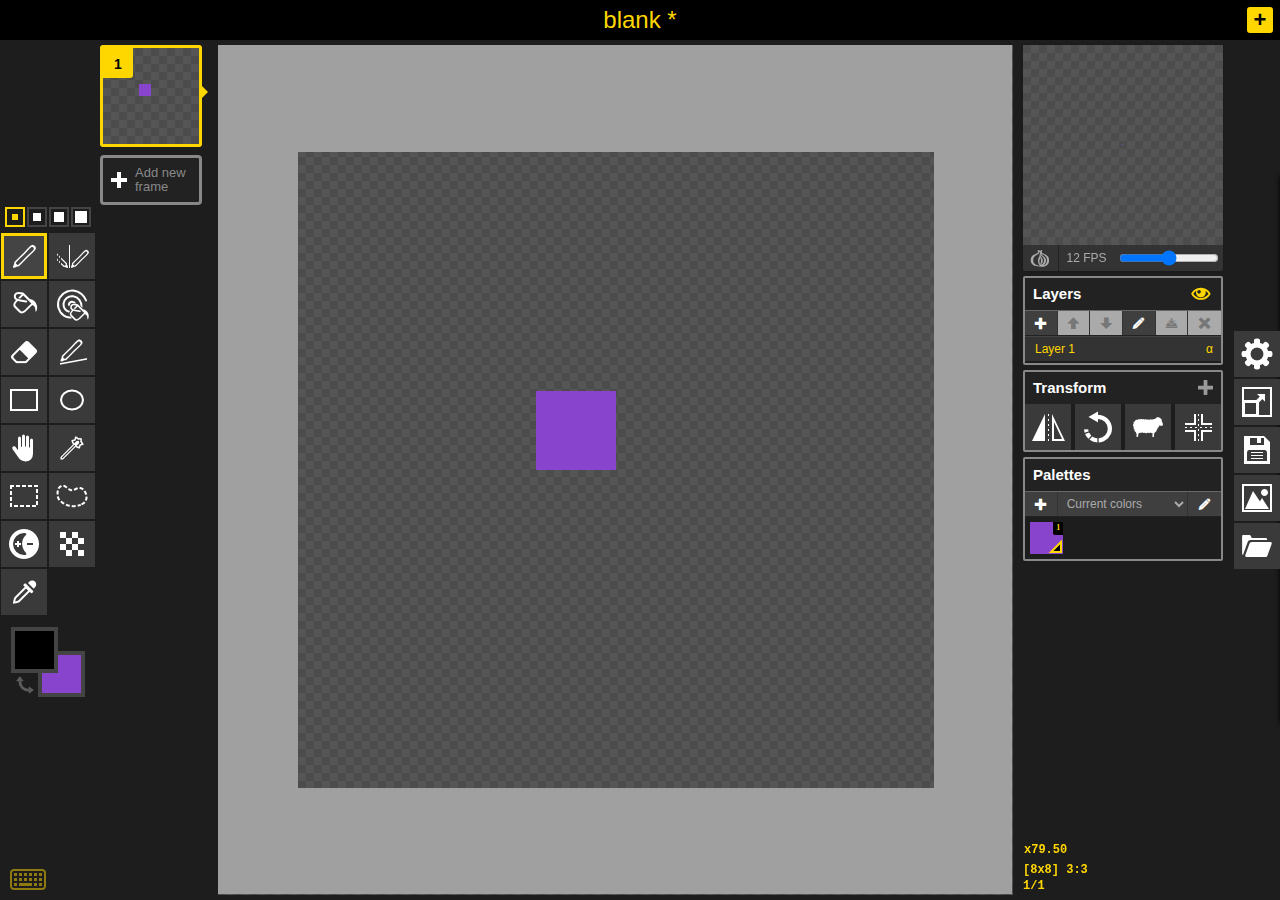 blank *
+
1
Add new
frame
12 FPS
Layers
Layer 1 α
Transform
Palettes
Current colors
1
x79.50
[8x8] 3:3
1/1